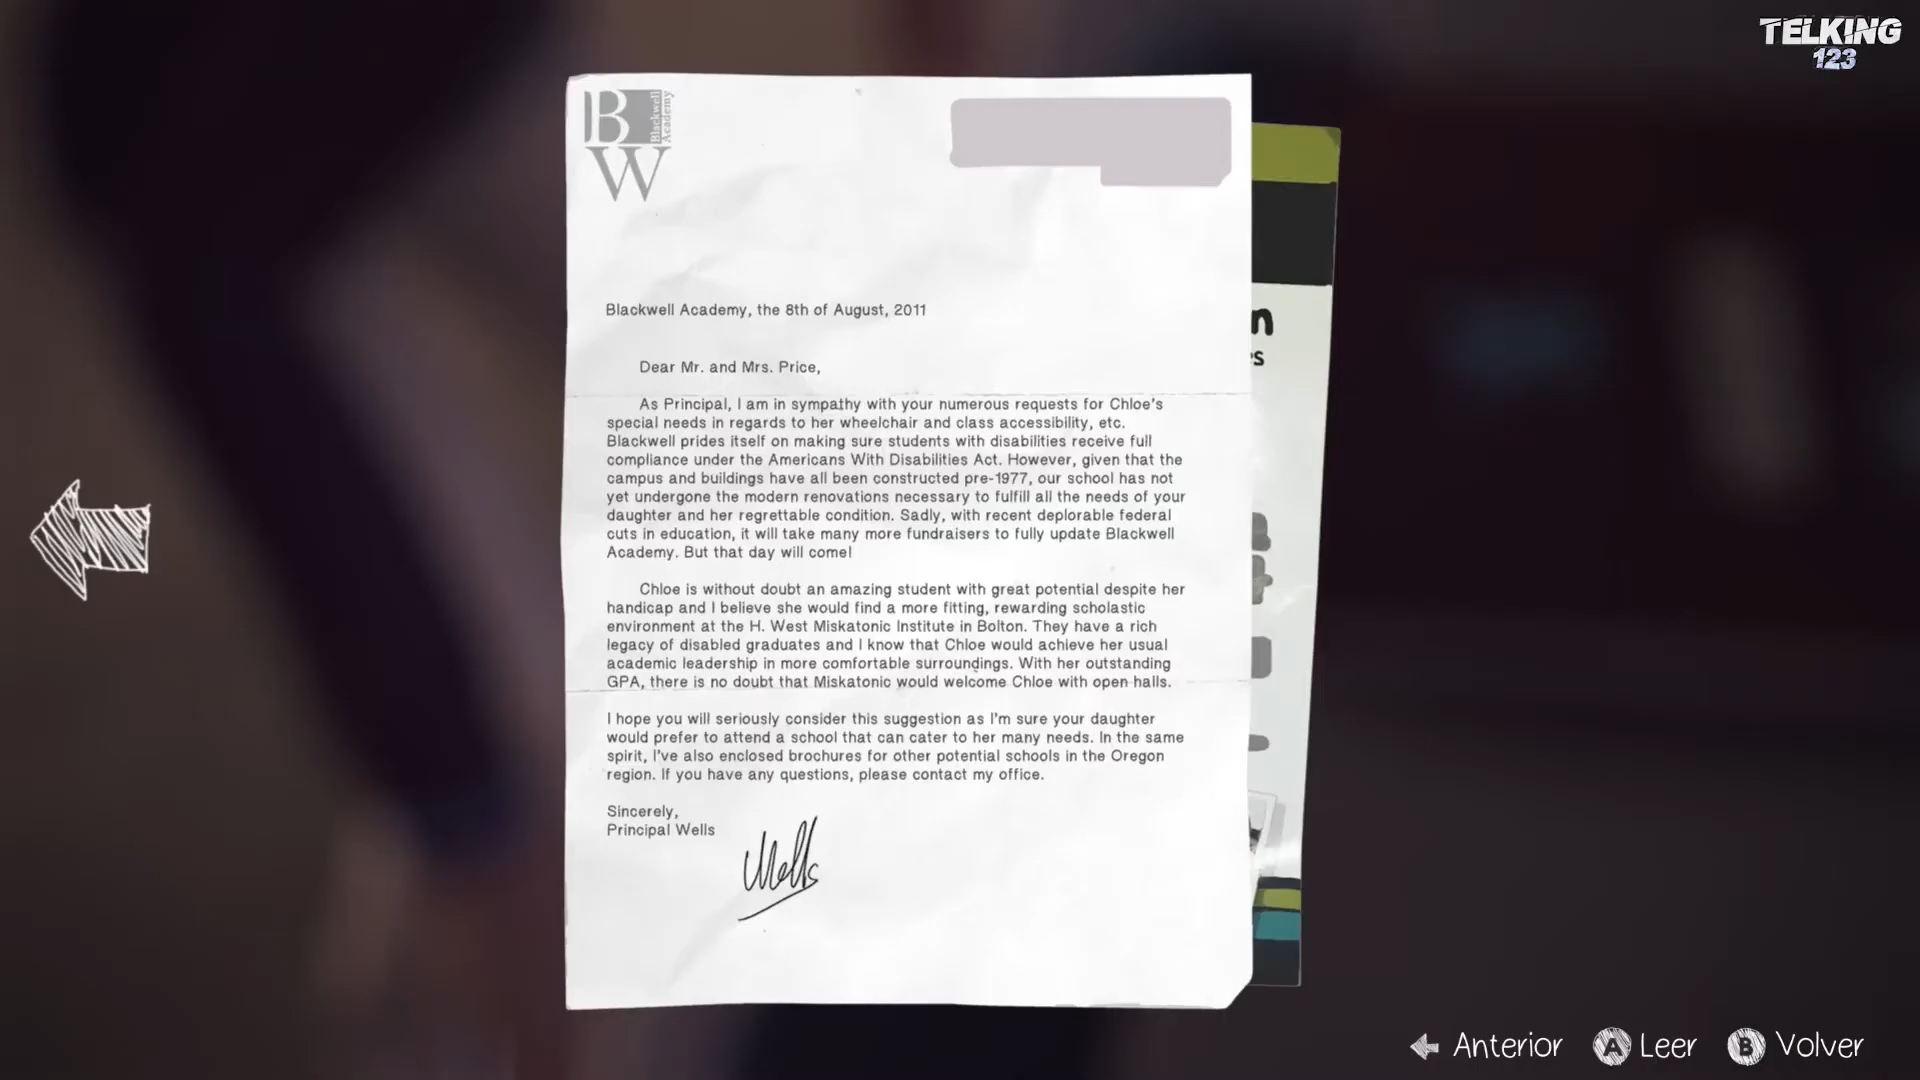 TELKING
123
B
Blackwell
Academy
W
Blackwell Academy, the 8th of August, 2011
Dear Mr. and Mrs. Price,
As Principal, I am in sympathy with your numerous requests for Chloe's
special needs in regards to her wheelchair and class accessibility, etc.
Blackwell prides itself on making sure students with disabilities receive full
compliance under the Americans With Disabilities Act. However, given that the
campus and buildings have all been constructed pre-1977, our school has not
yet undergone the modern renovations necessary to fulfill all the needs of your
daughter and her regrettable condition. Sadly, with recent deplorable federal
cuts in education, it will take many more fundraisers to fully update Blackwell
Academy. But that day will come!
Chloe is without doubt an amazing student with great potential despite her
handicap and I believe she would find a more fitting, rewarding scholastic
environment at the H. West Miskatonic Institute in Bolton. They have a rich
legacy of disabled graduates and I know that Chloe would achieve her usual
academic leadership in more comfortable surroundings. With her outstanding
GPA, there is no doubt that Miskatonic would welcome Chloe with open halls.
I hope you will seriously consider this suggestion as I'm sure your daughter
would prefer to attend a school that can cater to her many needs. In the same
spirit, I've also enclosed brochures for other potential schools in the Oregon
region. If you have any questions, please contact my office.
Sincerely,
Principal Wells
Wells
n
es
Anterior A Leer B Volver